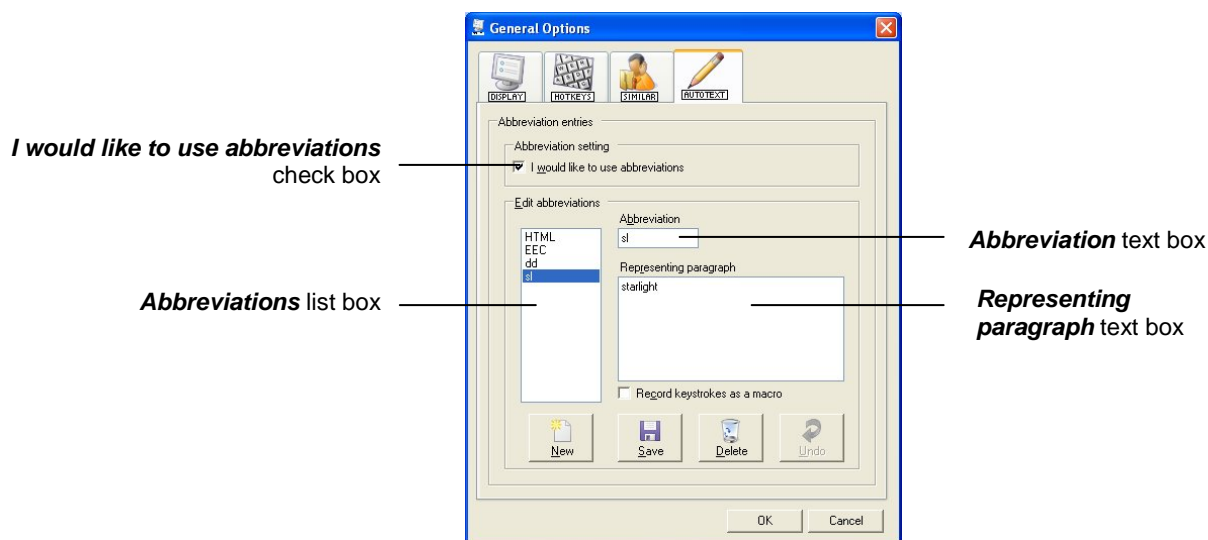 General Options
DISPLAY
HOTKEYS
SIMILAR
AUTOTEXT
Abbreviation entries
I would like to use abbreviations
check box
Abbreviation setting
I would like to use abbreviations
Edit abbreviations
Abbreviation
HTML
EEC
dd
sl
sl
Abbreviation text box
Representing paragraph
starlight
Abbreviations list box
Representing
paragraph text box
Record keystrokes as a macro
New
Save
Delete
Undo
OK
Cancel